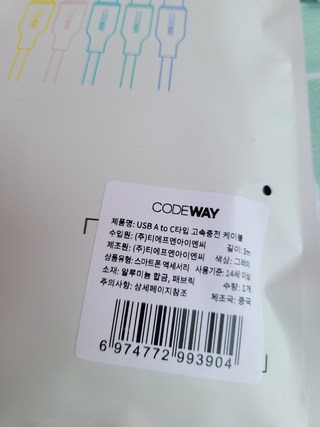 CODEWAY
제품명: USB A to C타입 고속충전 케이블
수입원: (주)티에프엔아이엔씨 길이: 3m
제조원: (주)티에프엔아이엔씨 색상: 그레이
상품유형: 스마트폰 액세서리 사용기준: 14세 이상
소재: 알루미늄 합금, 패브릭 수량: 1개
주의사항: 상세페이지참조 제조국: 중국
6 974772 993904